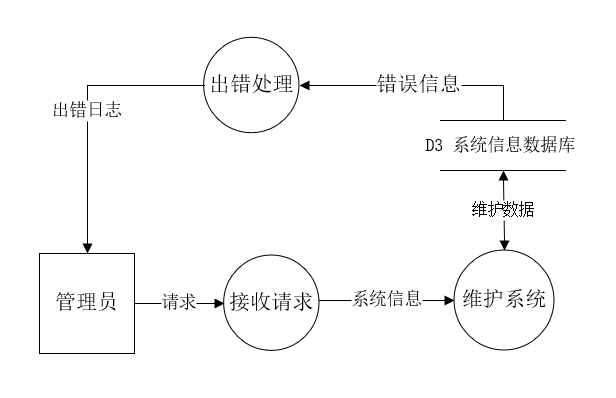 出错处理
错误信息
出错日志
D3 系统信息数据库
维护数据
管理员
请求
接收请求
系统信息
维护系统